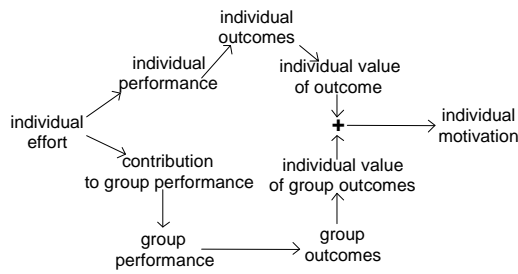 individual
outcomes
individual
performance
individual value
of outcome
individual
effort
+
individual
motivation
contribution
to group performance
individual value
of group outcomes
group
performance
group
outcomes